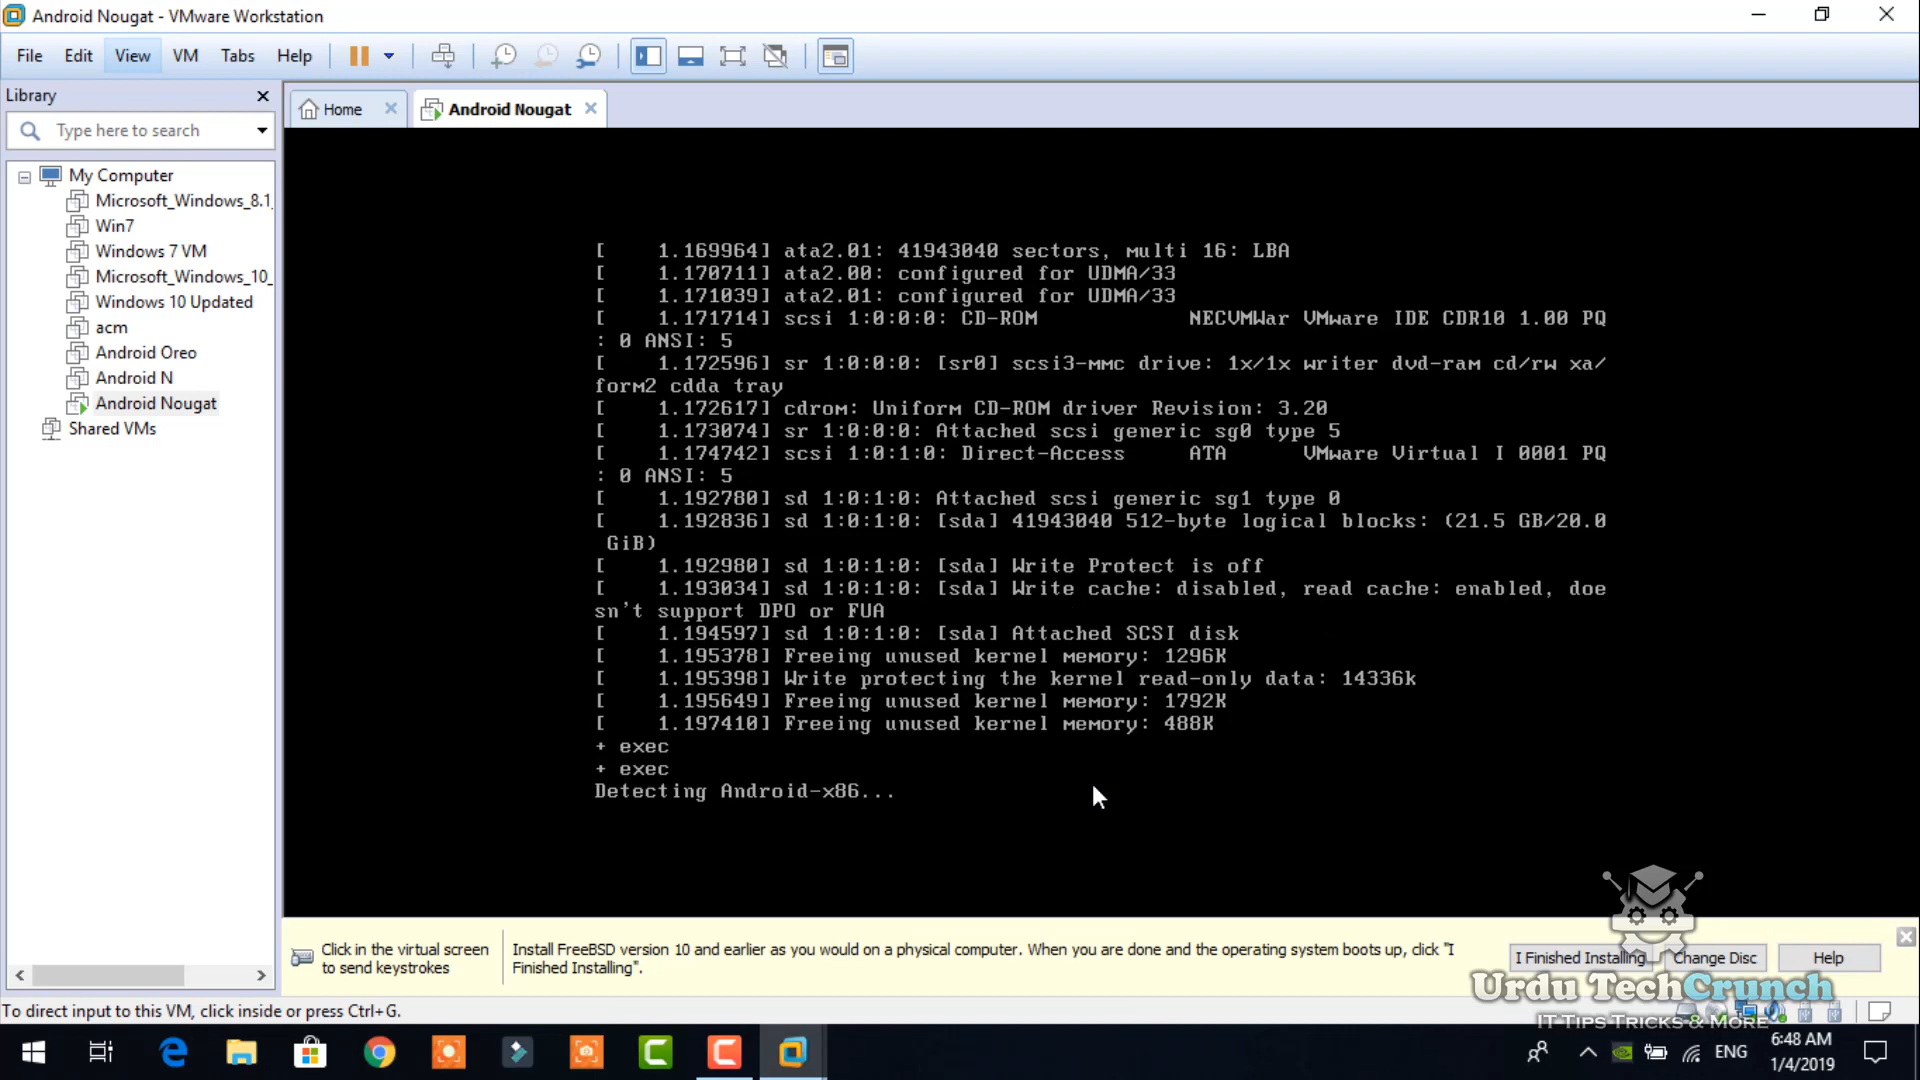 Android Nougat - VMware Workstation
File Edit View VM Tabs Help
Library
Type here to search
Home
Android Nougat
My Computer
Microsoft_Windows_8.1_
Win7
Windows 7 VM
Microsoft_Windows_10_
Windows 10 Updated
acm
Android Oreo
Android N
Android Nougat
Shared VMs
[ 1.169964] ata2.01: 41943040 sectors, multi 16: LBA
[ 1.170711] ata2.00: configured for UDMA/33
[ 1.171039] ata2.01: configured for UDMA/33
[ 1.171714] scsi 1:0:0:0: CD-ROM NECVMWar VMware IDE CDR10 1.00 PQ
: 0 ANSI: 5
[ 1.172596] sr 1:0:0:0: [sr0] scsi3-mmc drive: 1x/1x writer dvd-ram cd/rw xa/
form2 cdda tray
[ 1.172617] cdrom: Uniform CD-ROM driver Revision: 3.20
[ 1.173074] sr 1:0:0:0: Attached scsi generic sg0 type 5
[ 1.174742] scsi 1:0:1:0: Direct-Access ATA VMware Virtual I 0001 PQ
: 0 ANSI: 5
[ 1.192780] sd 1:0:1:0: Attached scsi generic sg1 type 0
[ 1.192836] sd 1:0:1:0: [sda] 41943040 512-byte logical blocks: (21.5 GB/20.0
GiB)
[ 1.192980] sd 1:0:1:0: [sda] Write Protect is off
[ 1.193034] sd 1:0:1:0: [sda] Write cache: disabled, read cache: enabled, doe
sn't support DPO or FUA
[ 1.194597] sd 1:0:1:0: [sda] Attached SCSI disk
[ 1.195378] Freeing unused kernel memory: 1296K
[ 1.195398] Write protecting the kernel read-only data: 14336k
[ 1.195649] Freeing unused kernel memory: 1792K
[ 1.197410] Freeing unused kernel memory: 488K
+ exec
+ exec
Detecting Android-x86...
Click in the virtual screen
to send keystrokes
Install FreeBSD version 10 and earlier as you would on a physical computer. When you are done and the operating system boots up, click "I
Finished Installing".
I Finished Installing
Change Disc
Help
Urdu TechCrunch
IT Tips Tricks & More
To direct input to this VM, click inside or press Ctrl+G.
ENG
6:48 AM
1/4/2019